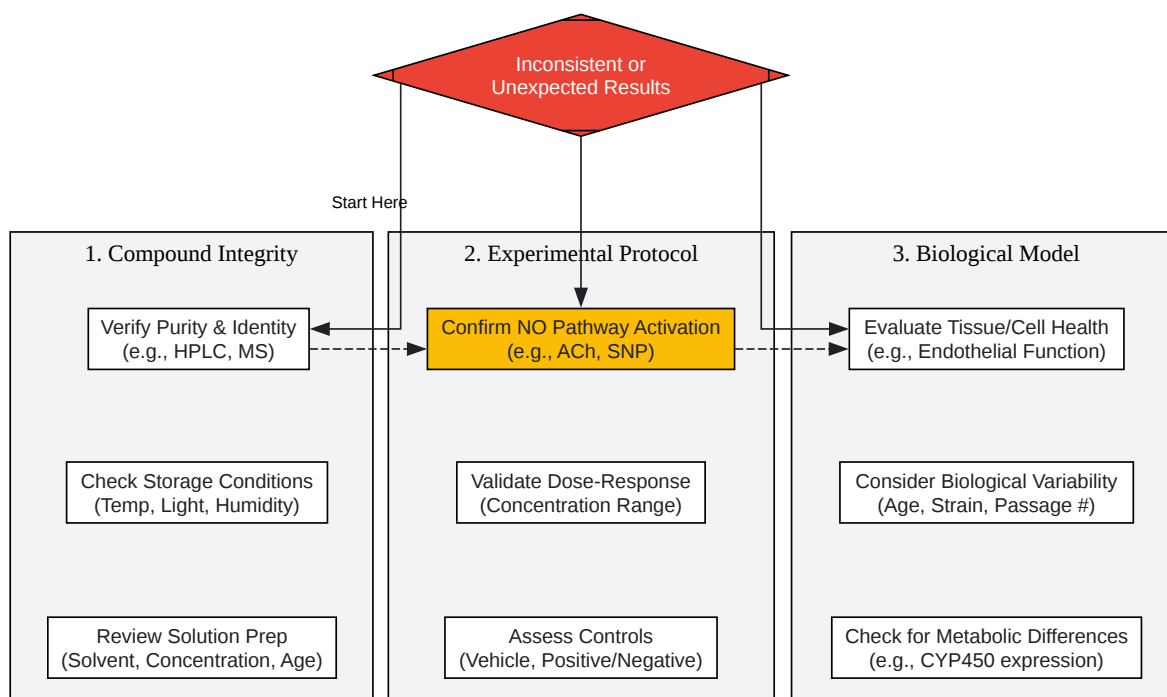 Inconsistent or
Unexpected Results
Start Here
1. Compound Integrity
Verify Purity & Identity
(e.g., HPLC, MS)
Check Storage Conditions
(Temp, Light, Humidity)
Review Solution Prep
(Solvent, Concentration, Age)
2. Experimental Protocol
Confirm NO Pathway Activation
(e.g., ACh, SNP)
Validate Dose-Response
(Concentration Range)
Assess Controls
(Vehicle, Positive/Negative)
3. Biological Model
Evaluate Tissue/Cell Health
(e.g., Endothelial Function)
Consider Biological Variability
(Age, Strain, Passage #)
Check for Metabolic Differences
(e.g., CYP450 expression)